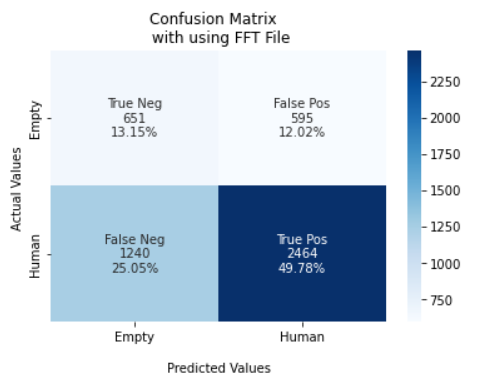 Confusion Matrix
with using FFT File
True Neg
651
13.15%
False Pos
595
12.02%
False Neg
1240
25.05%
True Pos
2464
49.78%
Empty
Human
Actual Values
Empty
Human
Predicted Values
2250
2000
1750
1500
1250
1000
750